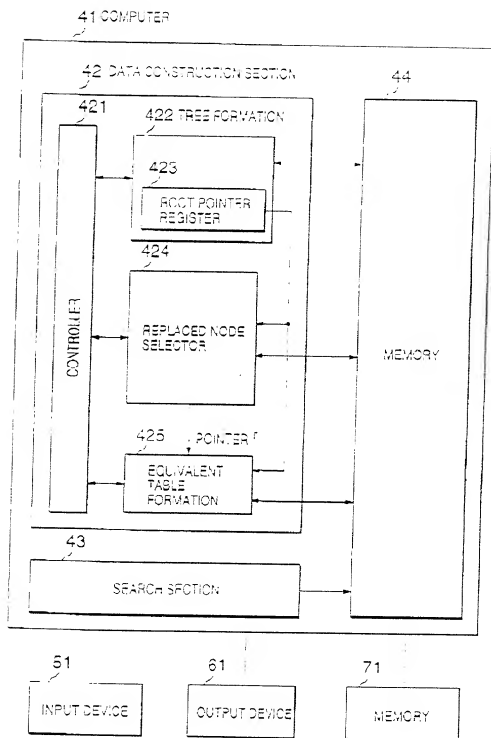 41 COMPUTER
42 DATA CONSTRUCTION SECTION
44
421
422 TREE FORMATION
423
ROOT POINTER
REGISTER
424
CONTROLLER
REPLACED NODE
SELECTOR
MEMORY
425
POINTER
EQUIVALENT
TABLE
FORMATION
43
SEARCH SECTION
51
INPUT DEVICE
61
OUTPUT DEVICE
71
MEMORY